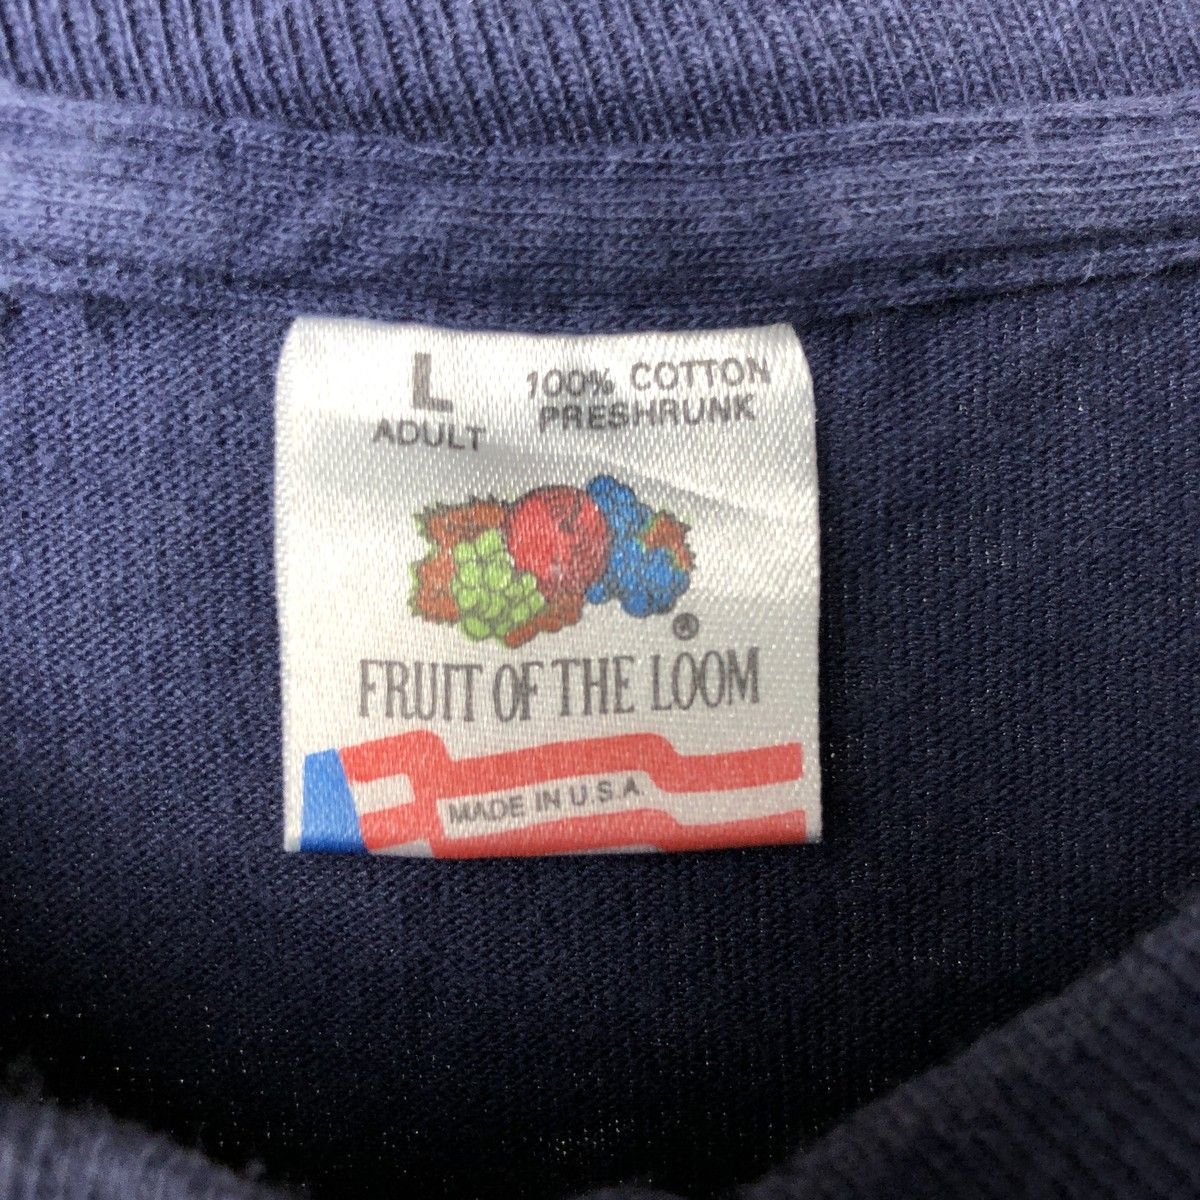 L
ADULT
100% COTTON
PRESHRUNK
®
FRUIT OF THE LOOM
MADE IN U.S.A.